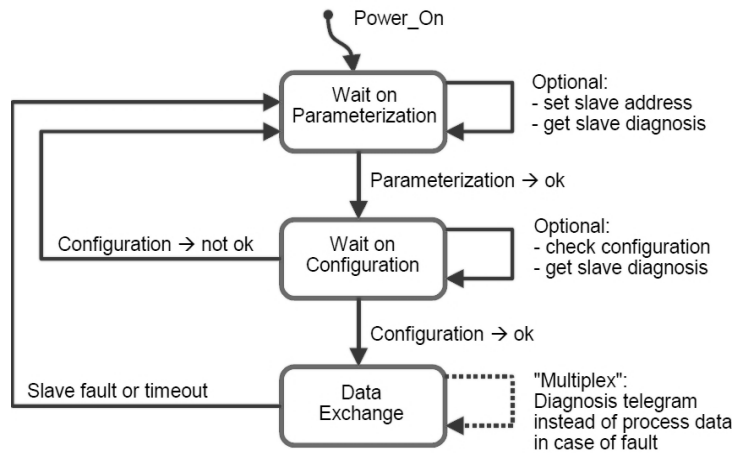 Power_On
Wait on
Parameterization
Optional:
- set slave address
- get slave diagnosis
Parameterization → ok
Configuration → not ok
Wait on
Configuration
Optional:
- check configuration
- get slave diagnosis
Configuration → ok
Slave fault or timeout
Data
Exchange
"Multiplex":
Diagnosis telegram
instead of process data
in case of fault